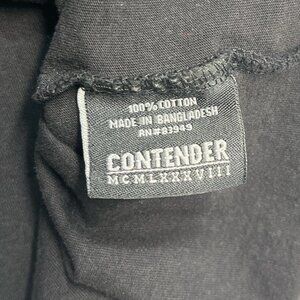 100% COTTON
MADE IN BANGLADESH
RN#83949
CONTENDER
MCMLXXXVIII